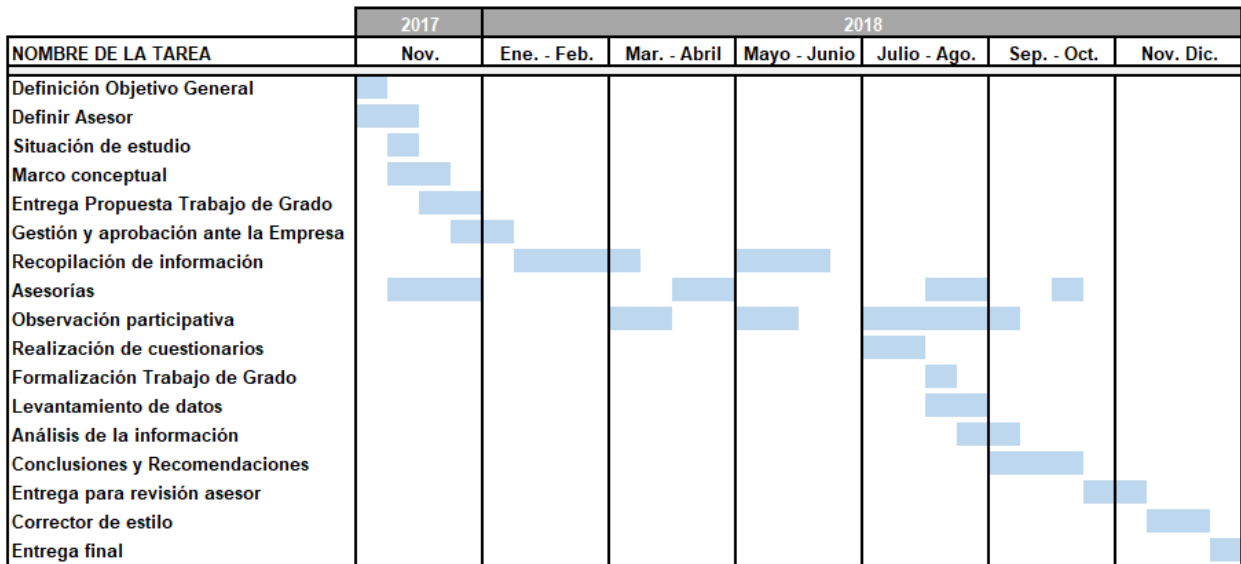 2017 2018
NOMBRE DE LA TAREA Nov. Ene. - Feb. Mar. - Abril Mayo - Junio Julio - Ago. Sep. - Oct. Nov. Dic.
Definición Objetivo General
Definir Asesor
Situación de estudio
Marco conceptual
Entrega Propuesta Trabajo de Grado
Gestión y aprobación ante la Empresa
Recopilación de información
Asesorías
Observación participativa
Realización de cuestionarios
Formalización Trabajo de Grado
Levantamiento de datos
Análisis de la información
Conclusiones y Recomendaciones
Entrega para revisión asesor
Corrector de estilo
Entrega final